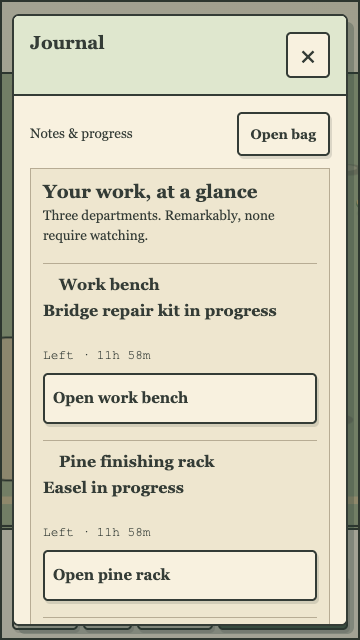 Journal
×
Notes & progress
Open bag
Your work, at a glance
Three departments. Remarkably, none
require watching.
Work bench
Bridge repair kit in progress
Left · 11h 58m
Open work bench
Pine finishing rack
Easel in progress
Left · 11h 58m
Open pine rack